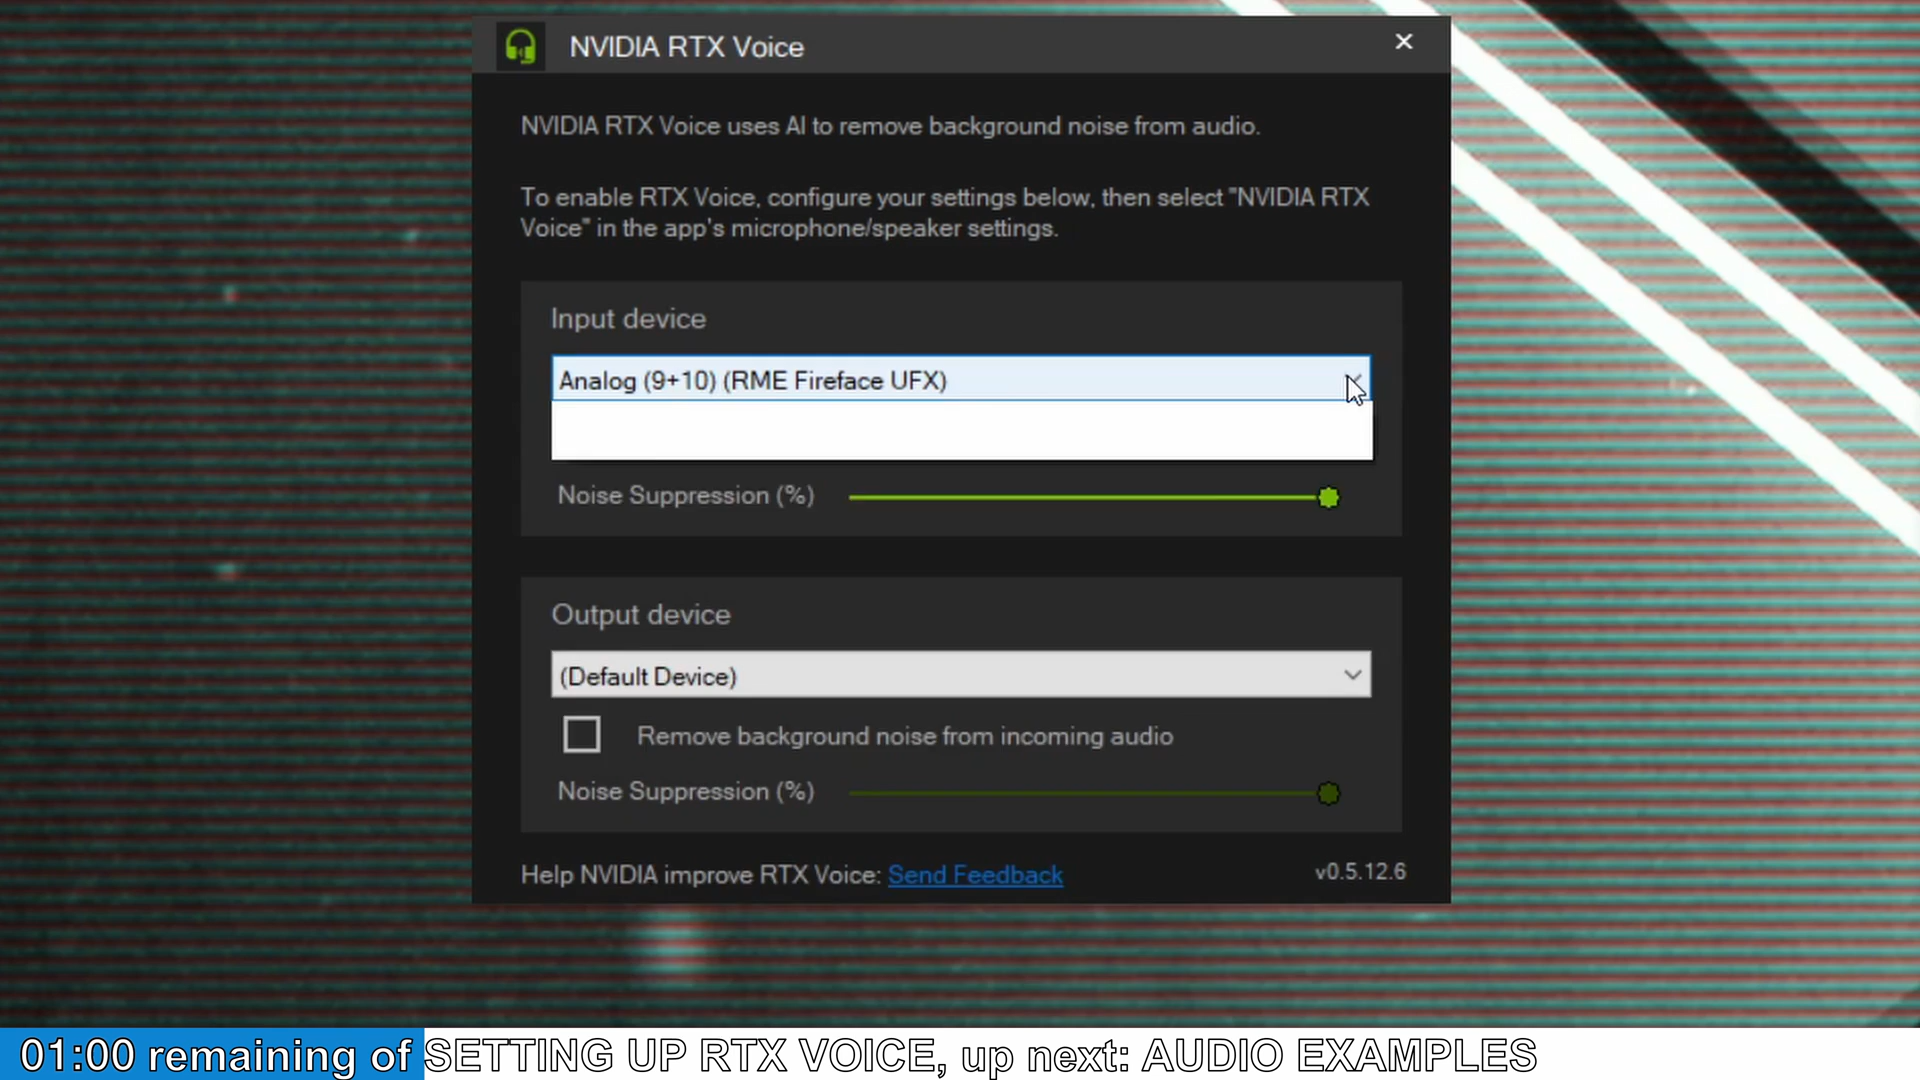 NVIDIA RTX Voice
NVIDIA RTX Voice uses AI to remove background noise from audio.
To enable RTX Voice, configure your settings below, then select "NVIDIA RTX
Voice" in the app's microphone/speaker settings.
Input device
Analog (9+10) (RME Fireface UFX)
Noise Suppression (%)
Output device
(Default Device)
Remove background noise from incoming audio
Noise Suppression (%)
Help NVIDIA improve RTX Voice: Send Feedback
v0.5.12.6
01:00 remaining of SETTING UP RTX VOICE, up next: AUDIO EXAMPLES